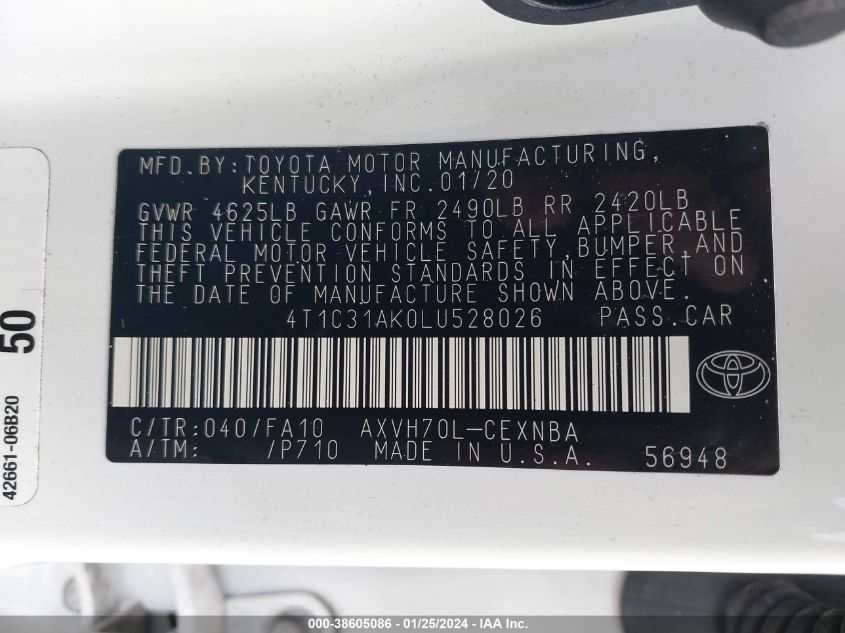 MFD.BY:TOYOTA MOTOR MANUFACTURING,
KENTUCKY,INC.01/20
GVWR 4625LB GAWR FR 2490LB RR 2420LB
THIS VEHICLE CONFORMS TO ALL APPLICABLE
FEDERAL MOTOR VEHICLE SAFETY,BUMPER,AND
THEFT PREVENTION STANDARDS IN EFFECT ON
THE DATE OF MANUFACTURE SHOWN ABOVE.
4T1C31AK0LU528026 PASS.CAR
C/TR:040/FA10 AXVH70L-CEXNBA
A/TM: /P710 MADE IN U.S.A. 56948
50
42661-06B20
000-38605086 - 01/25/2024 - IAA Inc.